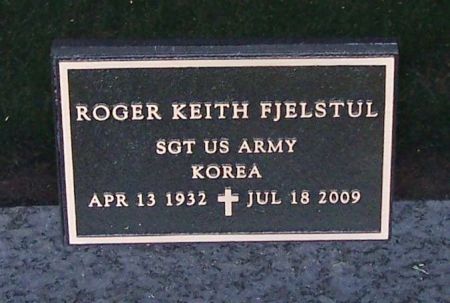 ROGER KEITH FJELSTUL
SGT US ARMY
KOREA
APR 13 1932 JUL 18 2009